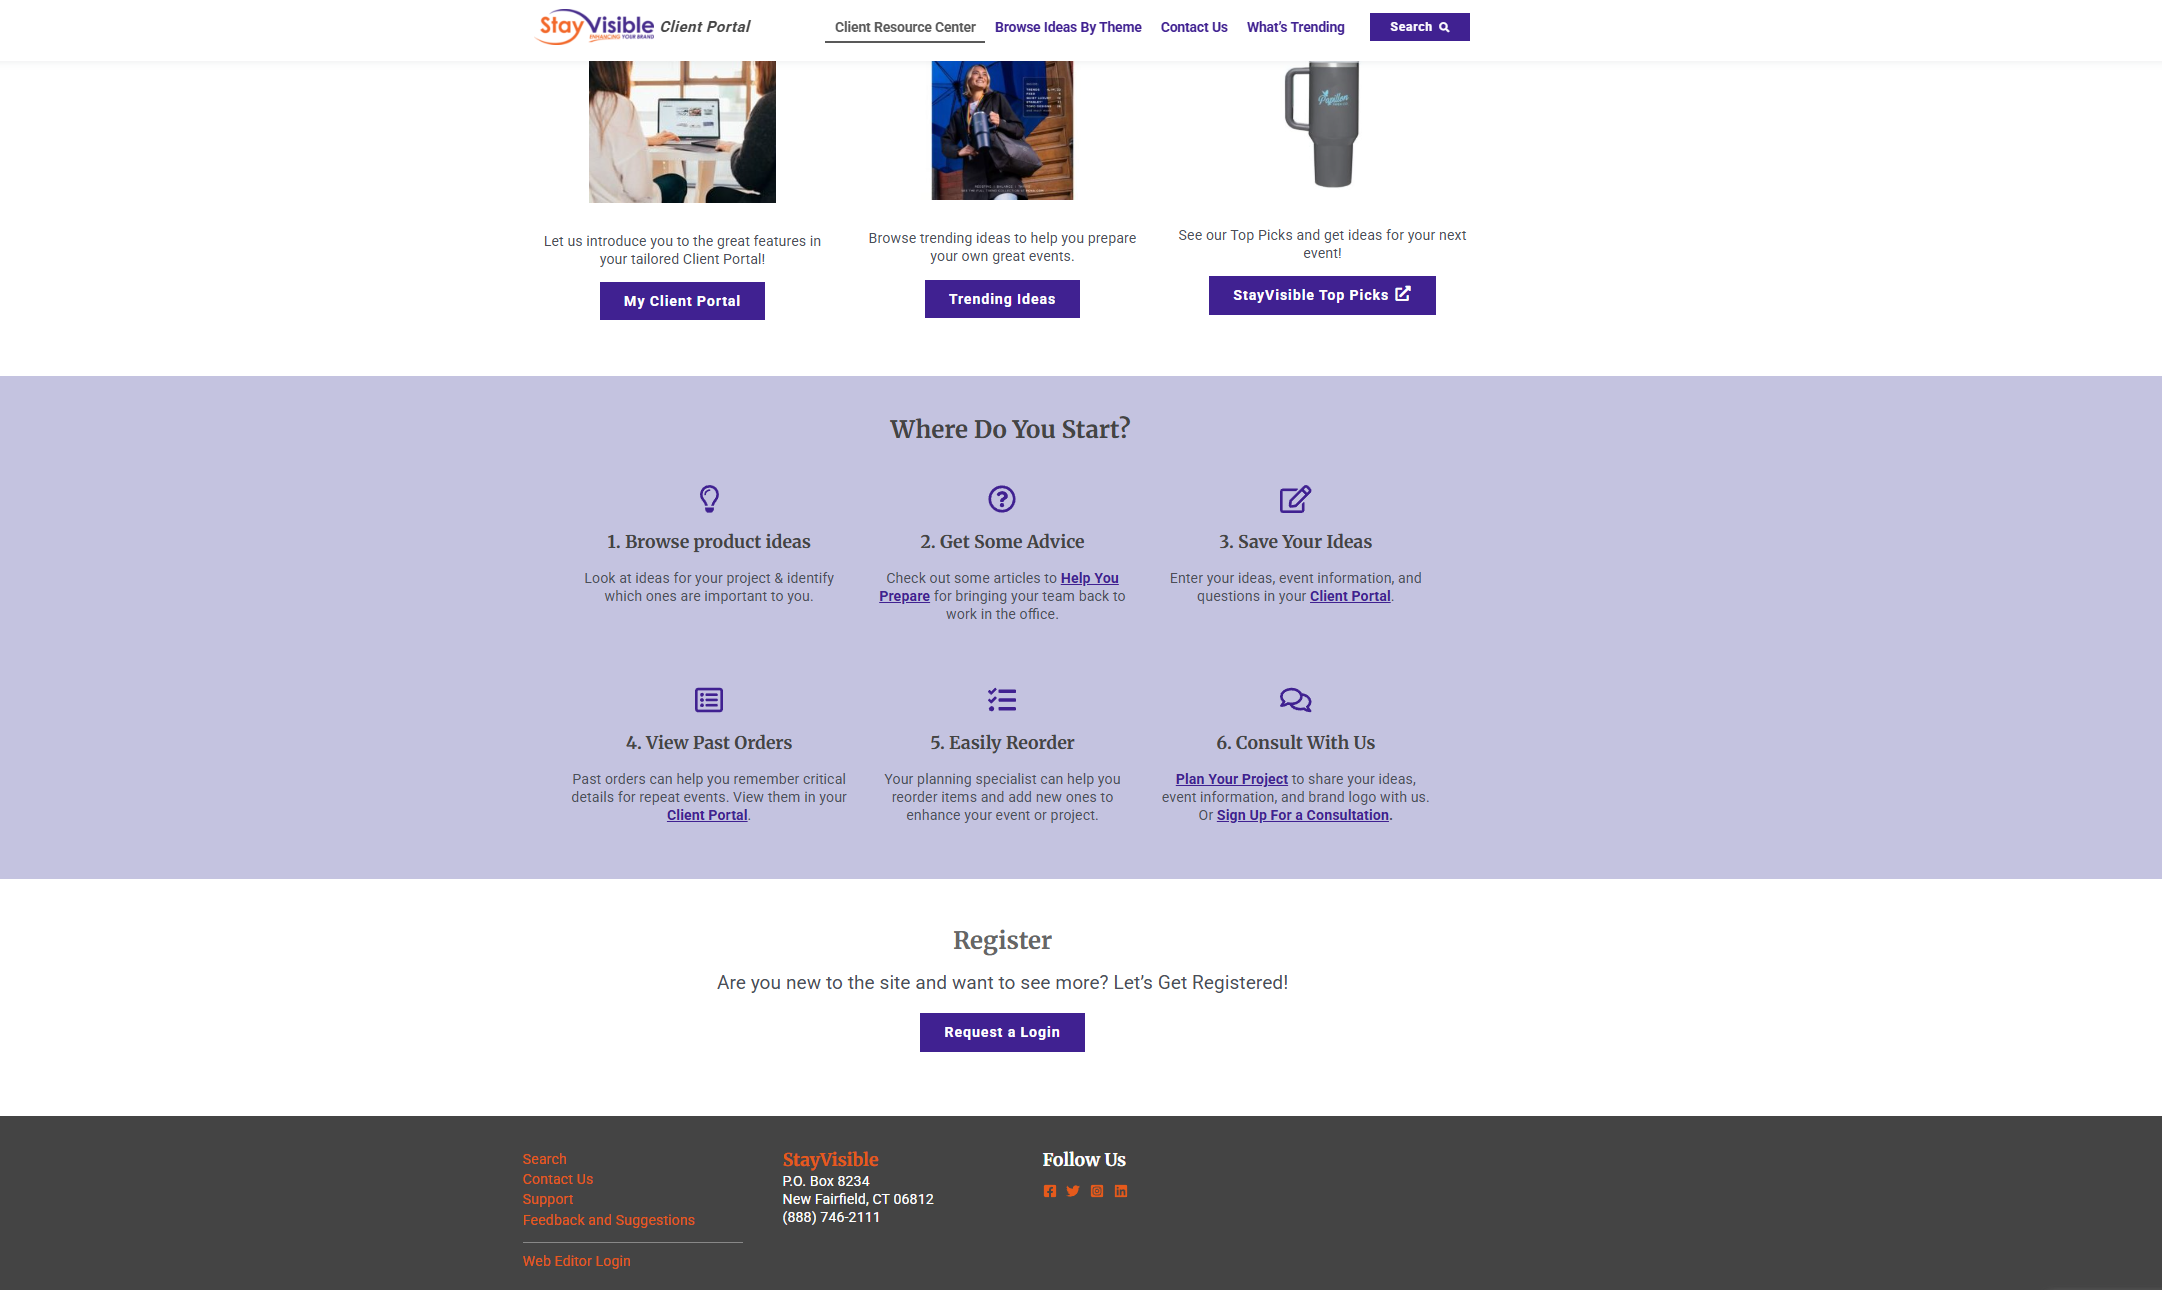 StayVisible
ENHANCING YOUR BRAND
Client Portal
Client Resource Center
Browse Ideas By Theme
Contact Us
What's Trending
Search
Papillon
Let us introduce you to the great features in
your tailored Client Portal!
My Client Portal
Browse trending ideas to help you prepare
your own great events.
Trending Ideas
See our Top Picks and get ideas for your next
event!
StayVisible Top Picks
Where Do You Start?
1. Browse product ideas
Look at ideas for your project & identify
which ones are important to you.
2. Get Some Advice
Check out some articles to Help You
Prepare for bringing your team back to
work in the office.
3. Save Your Ideas
Enter your ideas, event information, and
questions in your Client Portal.
4. View Past Orders
Past orders can help you remember critical
details for repeat events. View them in your
Client Portal.
5. Easily Reorder
Your planning specialist can help you
reorder items and add new ones to
enhance your event or project.
6. Consult With Us
Plan Your Project to share your ideas,
event information, and brand logo with us.
Or Sign Up For a Consultation.
Register
Are you new to the site and want to see more? Let's Get Registered!
Request a Login
Search
Contact Us
Support
Feedback and Suggestions
Web Editor Login
StayVisible
P.O. Box 8234
New Fairfield, CT 06812
(888) 746-2111
Follow Us